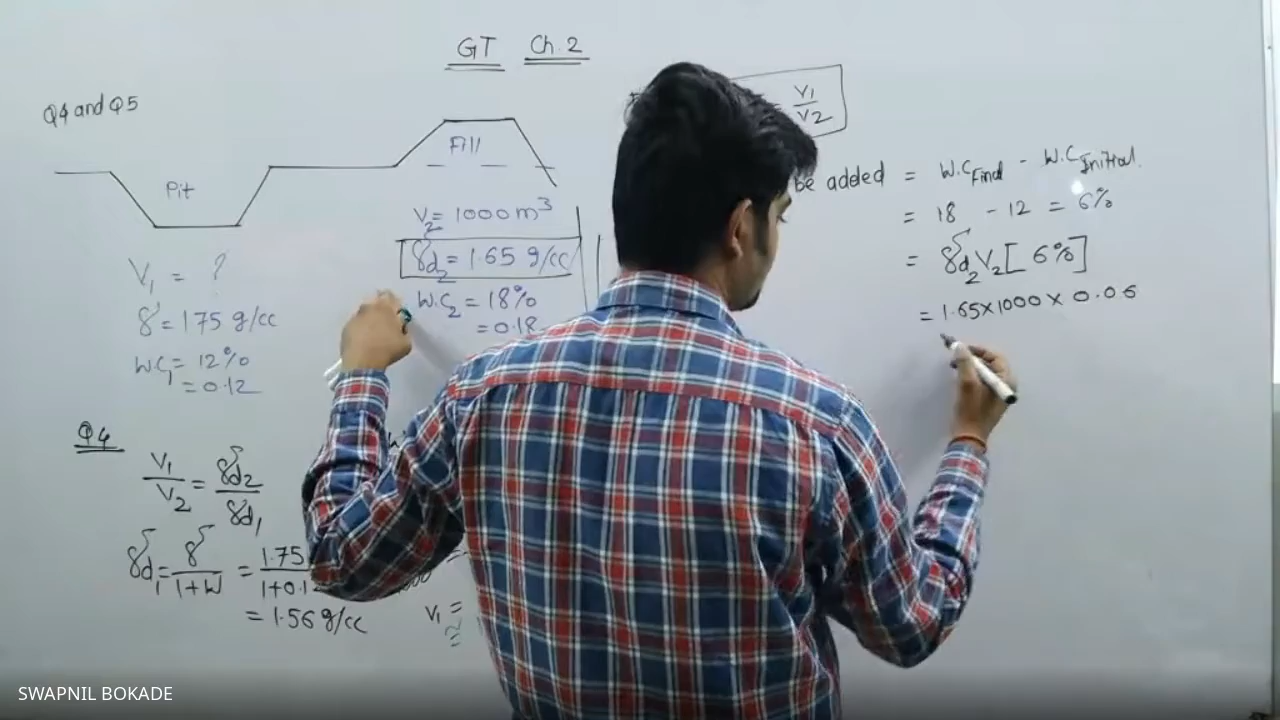 GT Ch.2
Q4 and Q5
Pit
Fill
V₁ = ?
γ = 1.75 g/cc
W.C₁ = 12%
= 0.12
V₂ = 1000 m³
γd₂ = 1.65 g/cc
W.C₂ = 18%
= 0.18
Q4
V₁/V₂ = γd₂/γd₁
γd₁ = γ/1+W = 1.75
1+0.1
= 1.56 g/cc
V₁ =
≅
V₁/V₂
be added = W.C Final - W.C Initial.
= 18 - 12 = 6%
= γd₂ V₂ [ 6% ]
= 1.65 × 1000 × 0.06
=
SWAPNIL BOKADE